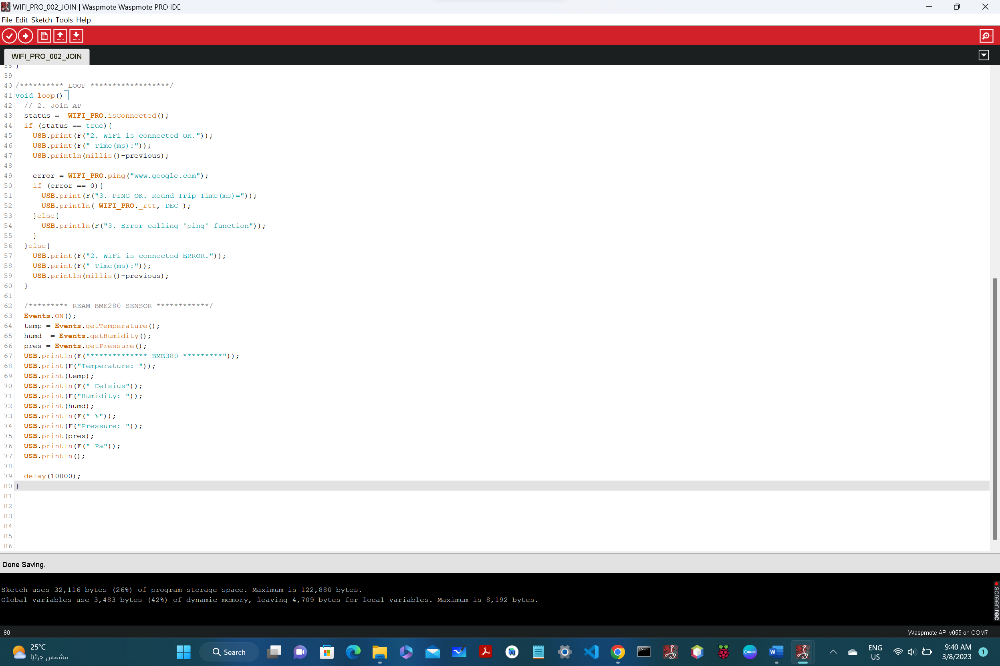 WIFI_PRO_002_JOIN | Waspmote Waspmote PRO IDE
File Edit Sketch Tools Help
WIFI_PRO_002_JOIN
38 }
39
40 /********** LOOP ******************/
41 void loop(){
42   // 2. Join AP
43   status =  WIFI_PRO.isConnected();
44   if (status == true){
45     USB.print(F("2. WiFi is connected OK."));
46     USB.print(F(" Time(ms):"));
47     USB.println(millis()-previous);
48
49     error = WIFI_PRO.ping("www.google.com");
50     if (error == 0){
51       USB.print(F("3. PING OK. Round Trip Time(ms)="));
52       USB.println( WIFI_PRO._rtt, DEC );
53     }else{
54       USB.println(F("3. Error calling 'ping' function"));
55     }
56   }else{
57     USB.print(F("2. WiFi is connected ERROR."));
58     USB.print(F(" Time(ms):"));
59     USB.println(millis()-previous);
60   }
61
62   /********* REAM BME280 SENSOR ************/
63   Events.ON();
64   temp = Events.getTemperature();
65   humd  = Events.getHumidity();
66   pres = Events.getPressure();
67   USB.println(F("************* BME380 *********"));
68   USB.print(F("Temperature: "));
69   USB.print(temp);
70   USB.println(F(" Celsius"));
71   USB.print(F("Humidity: "));
72   USB.print(humd);
73   USB.println(F(" %"));
74   USB.print(F("Pressure: "));
75   USB.print(pres);
76   USB.println(F(" Pa"));
77   USB.println();
78
79   delay(10000);
80 }
81
82
83
84
85
86
Done Saving.
Sketch uses 32,116 bytes (26%) of program storage space. Maximum is 122,880 bytes.
Global variables use 3,483 bytes (42%) of dynamic memory, leaving 4,709 bytes for local variables. Maximum is 8,192 bytes.
screenrec
80
Waspmote API v055 on COM7
25°C
مشمس جزئيًا
Search
Canva
ENG
US
9:40 AM
3/8/2023
1